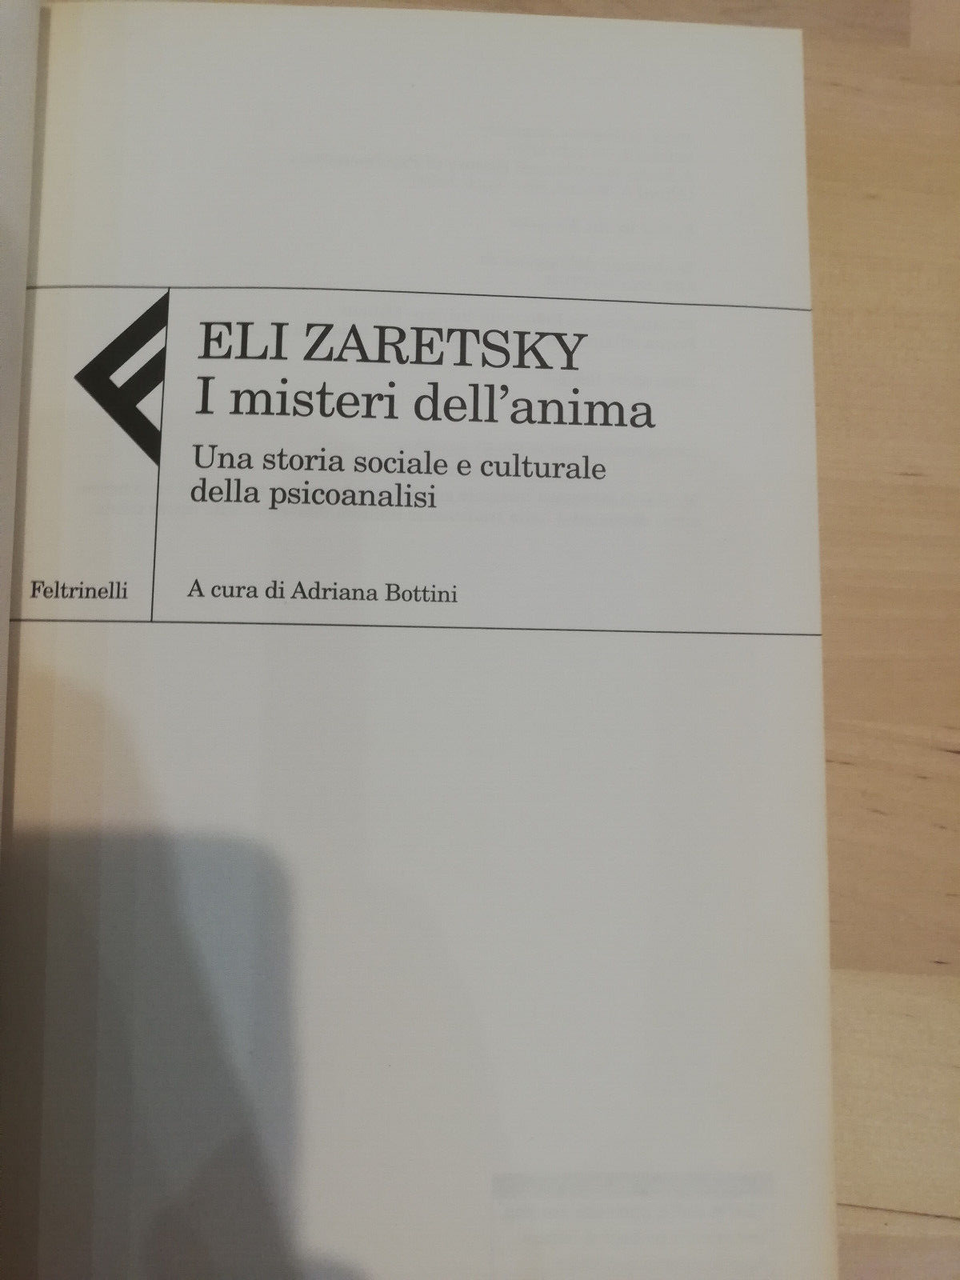 ELI ZARETSKY
I misteri dell'anima
Una storia sociale e culturale
della psicoanalisi
Feltrinelli
A cura di Adriana Bottini